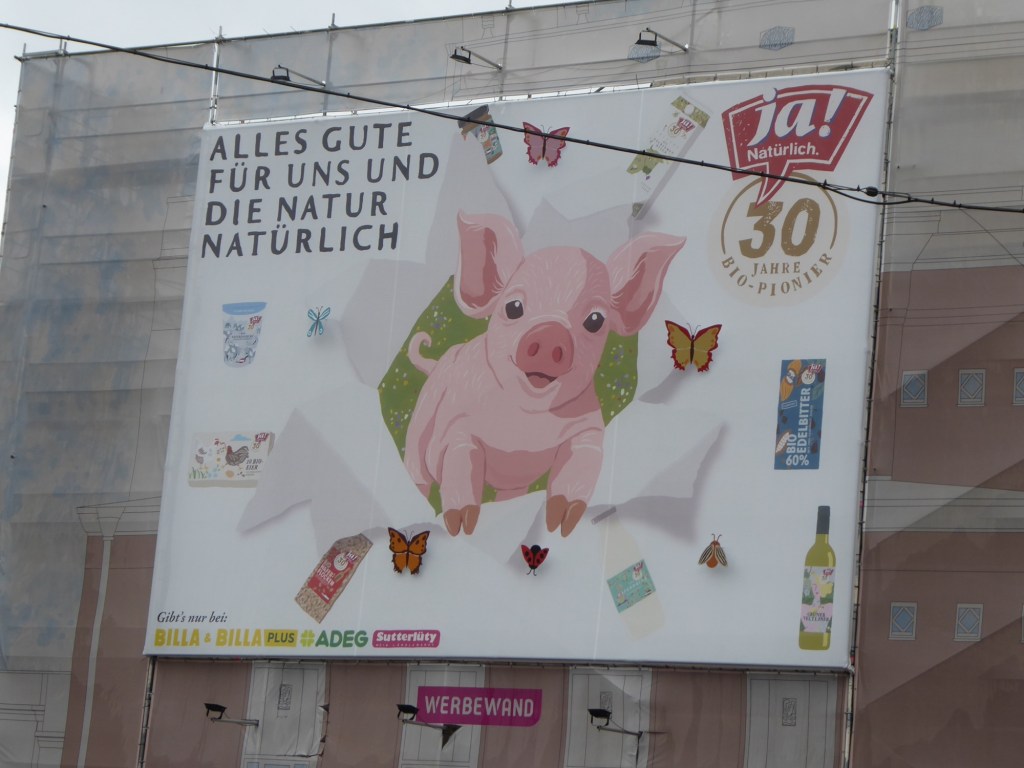 ALLES GUTE
FÜR UNS UND
DIE NATUR
NATÜRLICH
ja!
Natürlich.
30
JAHRE
BIO-PIONIER
BIO
EDELBITTER
60%
Gibt's nur bei:
BILLA & BILLA PLUS #ADEG Sutterlüty
WERBEWAND